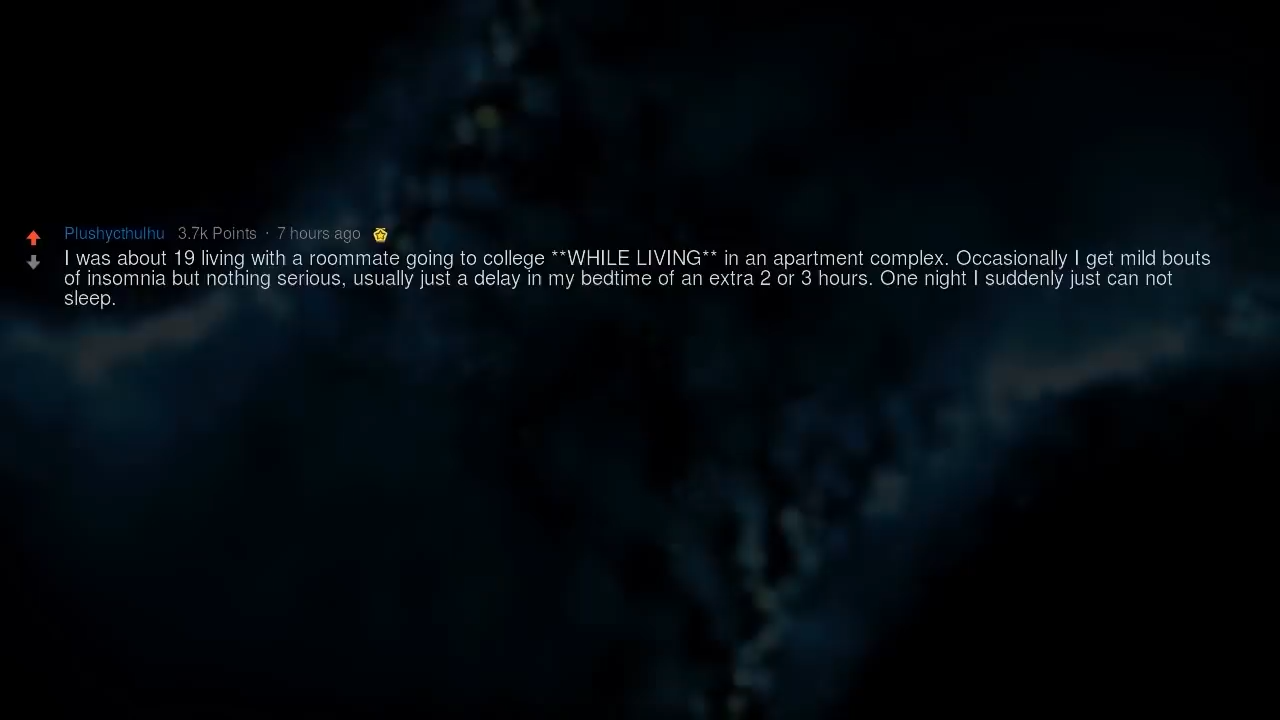 Plushycthulhu 3.7k Points · 7 hours ago
I was about 19 living with a roommate going to college **WHILE LIVING** in an apartment complex. Occasionally I get mild bouts
of insomnia but nothing serious, usually just a delay in my bedtime of an extra 2 or 3 hours. One night I suddenly just can not
sleep.